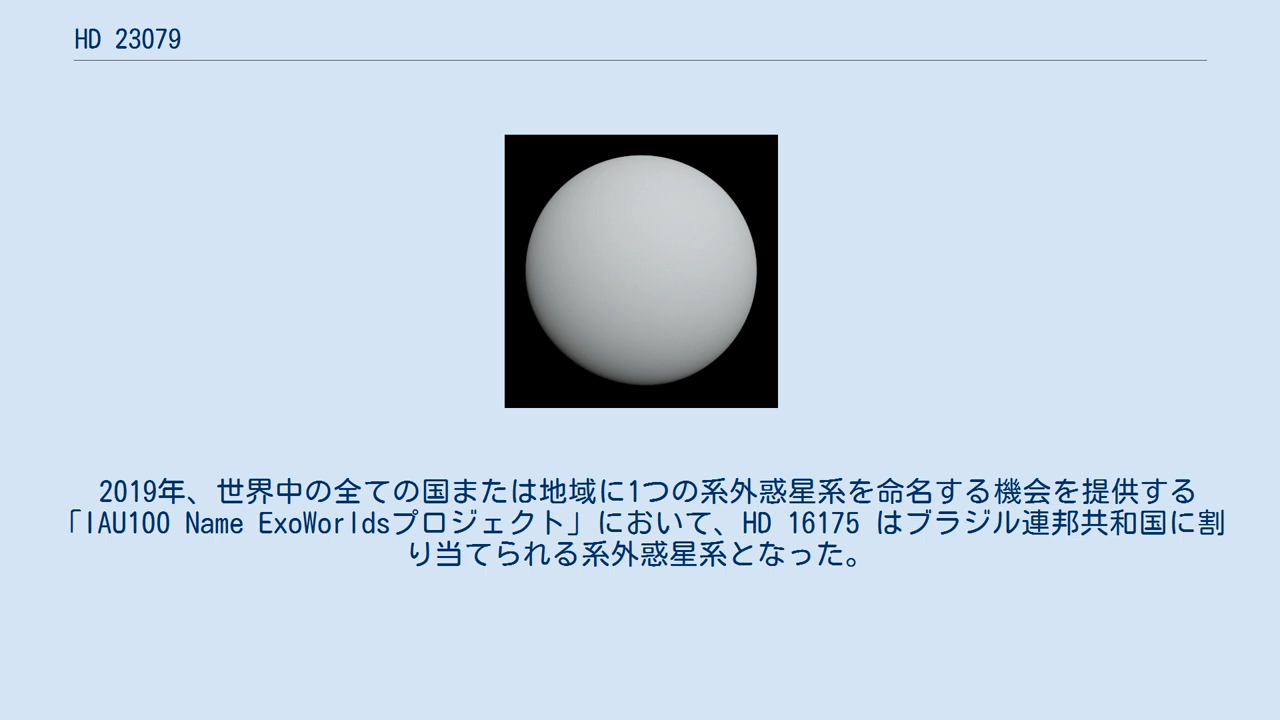 HD 23079
2019年、世界中の全ての国または地域に1つの系外惑星系を命名する機会を提供する
「IAU100 Name ExoWorldsプロジェクト」において、HD 16175 はブラジル連邦共和国に割
り当てられる系外惑星系となった。